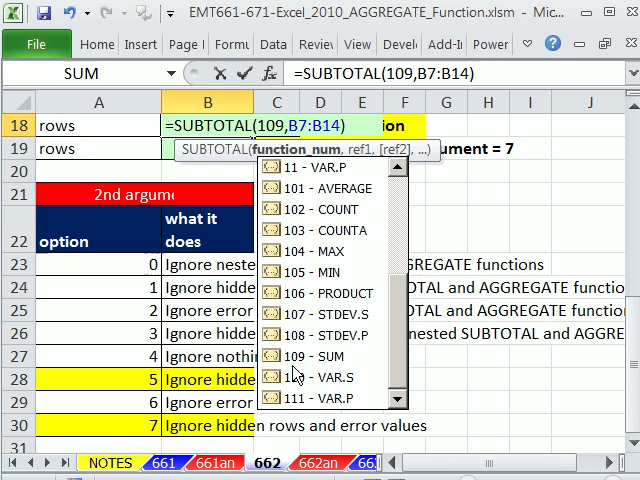 EMT661-671-Excel_2010_AGGREGATE_Function.xlsm - Mic...
File Home Insert Page Formu Data Review View Develo Add-I Power
SUM =SUBTOTAL(109,B7:B14)
A B C D E F G H I J
18 rows =SUBTOTAL(109,B7:B14) ion
SUBTOTAL(function_num, ref1, [ref2], ...)
19 rows ument = 7
20
21 2nd argume
22 option what it does
23 0 Ignore neste GREGATE functions
24 1 Ignore hidde OTAL and AGGREGATE functio
25 2 Ignore error OTAL and AGGREGATE functio
26 3 Ignore hidde nested SUBTOTAL and AGGRE
27 4 Ignore nothi
28 5 Ignore hidde
29 6 Ignore error
30 7 Ignore hidden rows and error values
31
11 - VAR.P
101 - AVERAGE
102 - COUNT
103 - COUNTA
104 - MAX
105 - MIN
106 - PRODUCT
107 - STDEV.S
108 - STDEV.P
109 - SUM
VAR.S
111 - VAR.P
NOTES 661 661an 662 662an